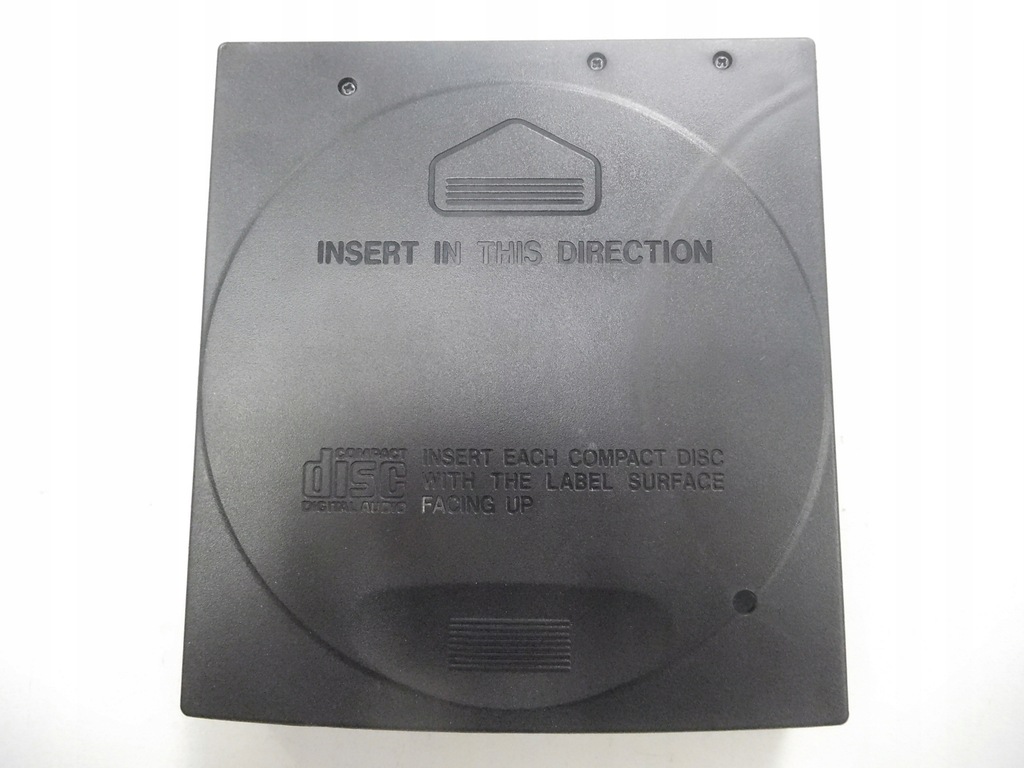 INSERT IN THIS DIRECTION
COMPACT
disc
DIGITAL AUDIO
INSERT EACH COMPACT DISC
WITH THE LABEL SURFACE
FACING UP